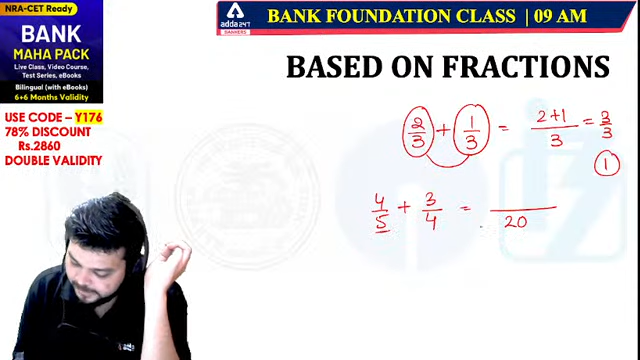 NRA-CET Ready
BANK
MAHA PACK
Live Class, Video Course,
Test Series, eBooks
Bilingual (with eBooks)
6+6 Months Validity
USE CODE – Y176
78% DISCOUNT
Rs.2860
DOUBLE VALIDITY
adda247
BANKERS
BANK FOUNDATION CLASS | 09 AM
BASED ON FRACTIONS
2/3 + 1/3 = 2+1/3 = 3/3
1
4/5 + 3/4 = /20